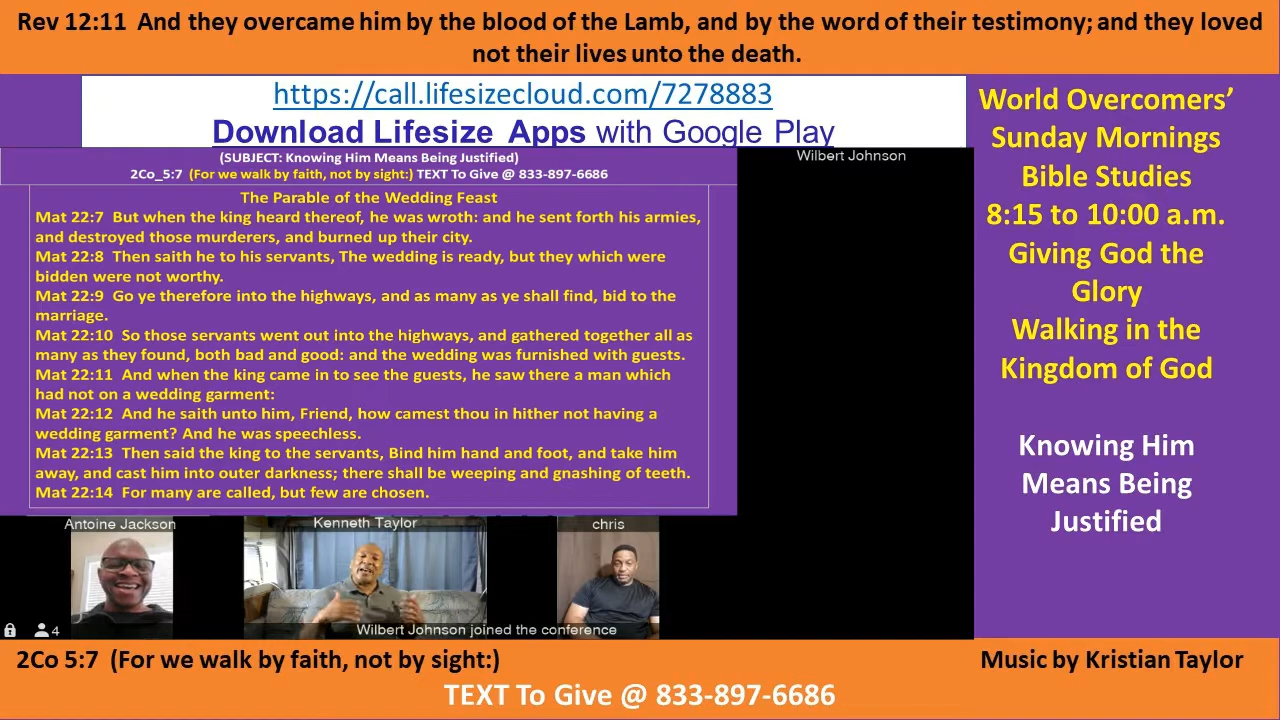 Rev 12:11  And they overcame him by the blood of the Lamb, and by the word of their testimony; and they loved
not their lives unto the death.
https://call.lifesizecloud.com/7278883
Download Lifesize Apps with Google Play
(SUBJECT: Knowing Him Means Being Justified)
2Co_5:7 (For we walk by faith, not by sight:) TEXT To Give @ 833-897-6686
The Parable of the Wedding Feast
Mat 22:7  But when the king heard thereof, he was wroth: and he sent forth his armies,
and destroyed those murderers, and burned up their city.
Mat 22:8  Then saith he to his servants, The wedding is ready, but they which were
bidden were not worthy.
Mat 22:9  Go ye therefore into the highways, and as many as ye shall find, bid to the
marriage.
Mat 22:10  So those servants went out into the highways, and gathered together all as
many as they found, both bad and good: and the wedding was furnished with guests.
Mat 22:11  And when the king came in to see the guests, he saw there a man which
had not on a wedding garment:
Mat 22:12  And he saith unto him, Friend, how camest thou in hither not having a
wedding garment? And he was speechless.
Mat 22:13  Then said the king to the servants, Bind him hand and foot, and take him
away, and cast him into outer darkness; there shall be weeping and gnashing of teeth.
Mat 22:14  For many are called, but few are chosen.
Wilbert Johnson
World Overcomers'
Sunday Mornings
Bible Studies
8:15 to 10:00 a.m.
Giving God the
Glory
Walking in the
Kingdom of God
Knowing Him
Means Being
Justified
Antoine Jackson
Kenneth Taylor
chris
4
Wilbert Johnson joined the conference
2Co 5:7  (For we walk by faith, not by sight:)
Music by Kristian Taylor
TEXT To Give @ 833-897-6686